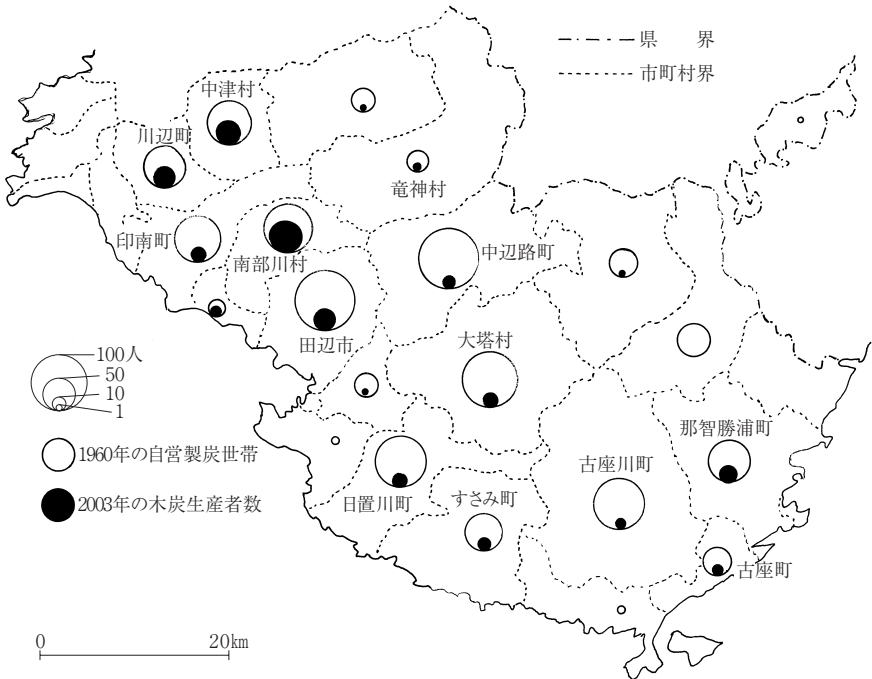 県　界
市町村界
中津村
川辺町
竜神村
印南町
南部川村
中辺路町
田辺市
大塔村
100人
50
10
1
那智勝浦町
1960年の自営製炭世帯
古座川町
2003年の木炭生産者数
日置川町
すさみ町
古座町
0
20km